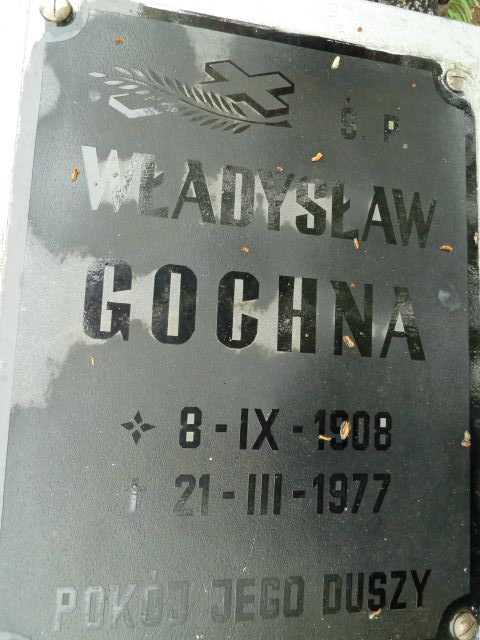 Ś. P.
WŁADYSŁAW
GOCHNA
8-IX-1908
21-III-1977
POKÓJ JEGO DUSZY